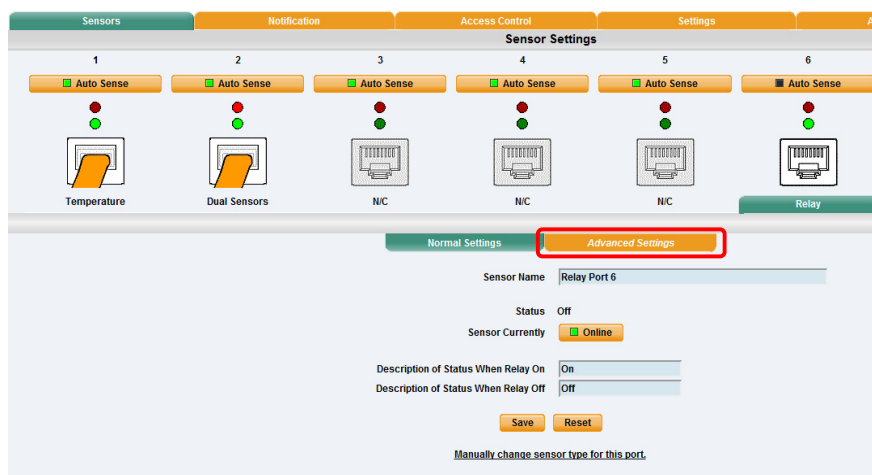 Sensors Notification Access Control Settings A
Sensor Settings
1 2 3 4 5 6
Auto Sense Auto Sense Auto Sense Auto Sense Auto Sense Auto Sense
Temperature Dual Sensors N/C N/C N/C Relay
Normal Settings Advanced Settings
Sensor Name Relay Port 6
Status Off
Sensor Currently Online
Description of Status When Relay On On
Description of Status When Relay Off Off
Save Reset
Manually change sensor type for this port.